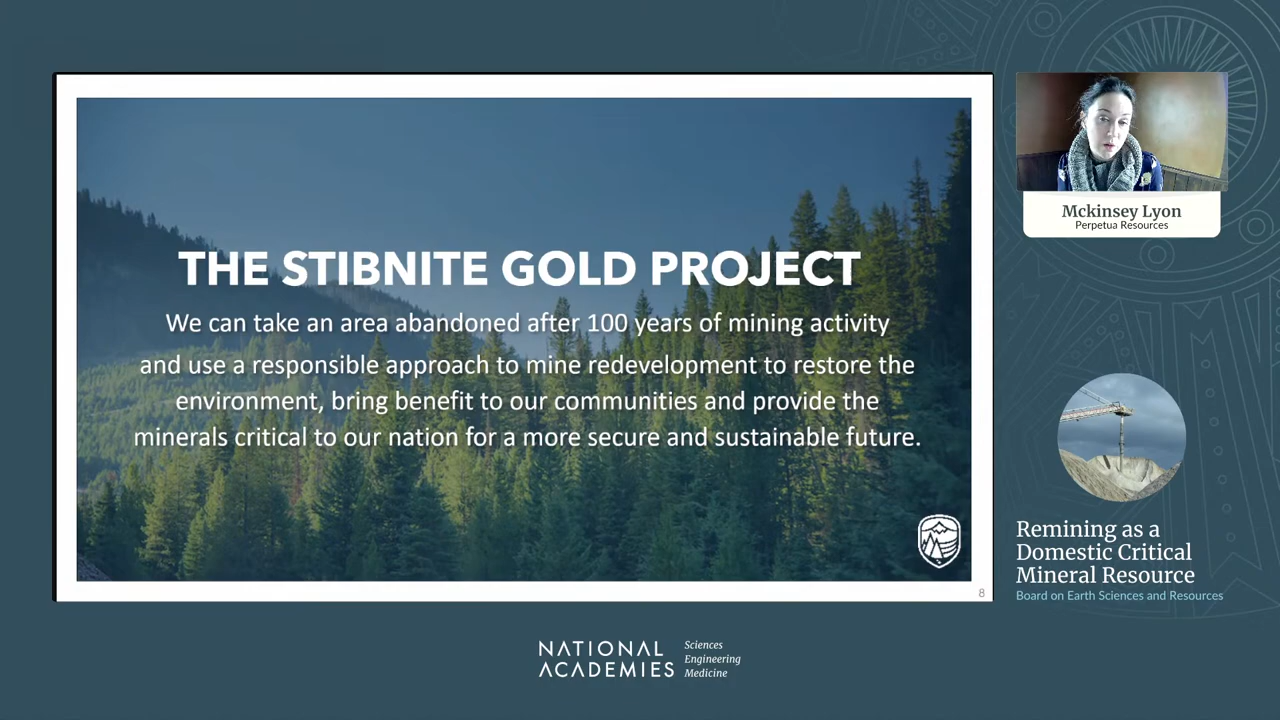 THE STIBNITE GOLD PROJECT
We can take an area abandoned after 100 years of mining activity
and use a responsible approach to mine redevelopment to restore the
environment, bring benefit to our communities and provide the
minerals critical to our nation for a more secure and sustainable future.
8
Mckinsey Lyon
Perpetua Resources
Remining as a
Domestic Critical
Mineral Resource
Board on Earth Sciences and Resources
NATIONAL
ACADEMIES
Sciences
Engineering
Medicine